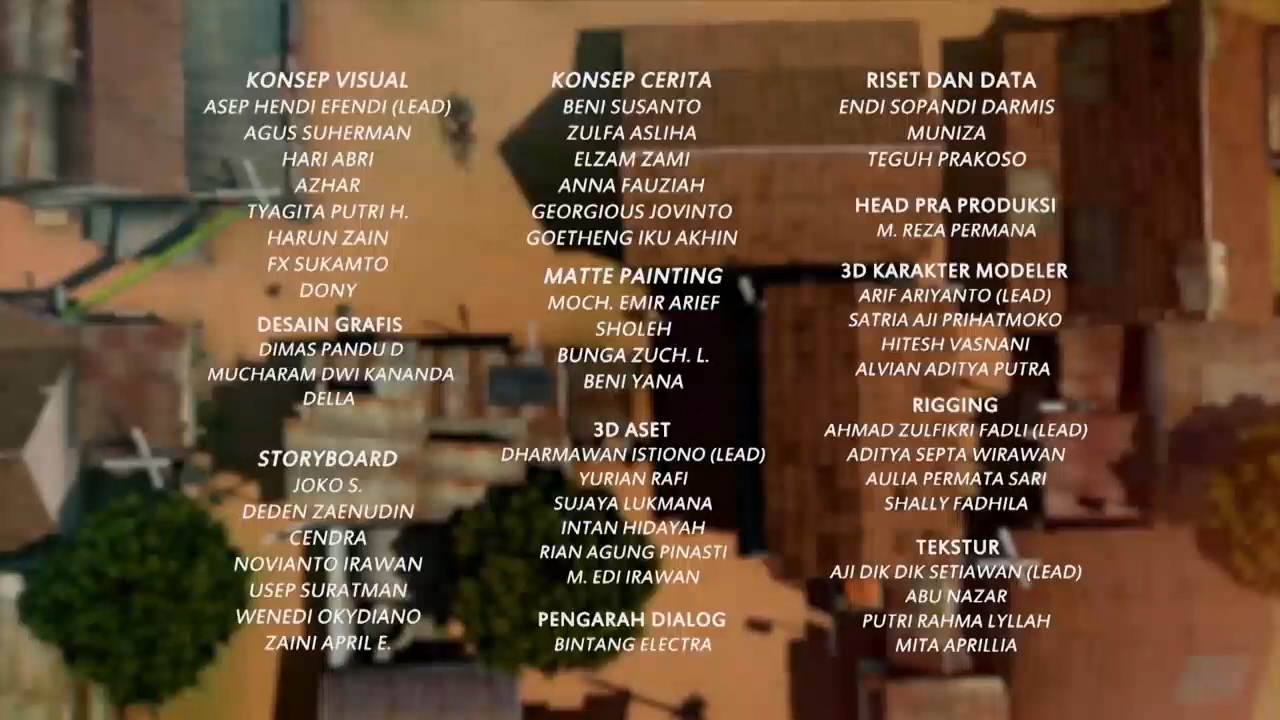 KONSEP VISUAL
ASEP HENDI EFENDI (LEAD)
AGUS SUHERMAN
HARI ABRI
AZHAR
TYAGITA PUTRI H.
HARUN ZAIN
FX SUKAMTO
DONY
DESAIN GRAFIS
DIMAS PANDU D
MUCHARAM DWI KANANDA
DELLA
STORYBOARD
JOKO S.
DEDEN ZAENUDIN
CENDRA
NOVIANTO IRAWAN
USEP SURATMAN
WENEDI OKYDIANO
ZAINI APRIL E.
KONSEP CERITA
BENI SUSANTO
ZULFA ASLIHA
ELZAM ZAMI
ANNA FAUZIAH
GEORGIOUS JOVINTO
GOETHENG IKU AKHIN
MATTE PAINTING
MOCH. EMIR ARIEF
SHOLEH
BUNGA ZUCH. L.
BENI YANA
3D ASET
DHARMAWAN ISTIONO (LEAD)
YURIAN RAFI
SUJAYA LUKMANA
INTAN HIDAYAH
RIAN AGUNG PINASTI
M. EDI IRAWAN
PENGARAH DIALOG
BINTANG ELECTRA
RISET DAN DATA
ENDI SOPANDI DARMIS
MUNIZA
TEGUH PRAKOSO
HEAD PRA PRODUKSI
M. REZA PERMANA
3D KARAKTER MODELER
ARIF ARIYANTO (LEAD)
SATRIA AJI PRIHATMOKO
HITESH VASNANI
ALVIAN ADITYA PUTRA
RIGGING
AHMAD ZULFIKRI FADLI (LEAD)
ADITYA SEPTA WIRAWAN
AULIA PERMATA SARI
SHALLY FADHILA
TEKSTUR
AJI DIK DIK SETIAWAN (LEAD)
ABU NAZAR
PUTRI RAHMA LYLLAH
MITA APRILLIA